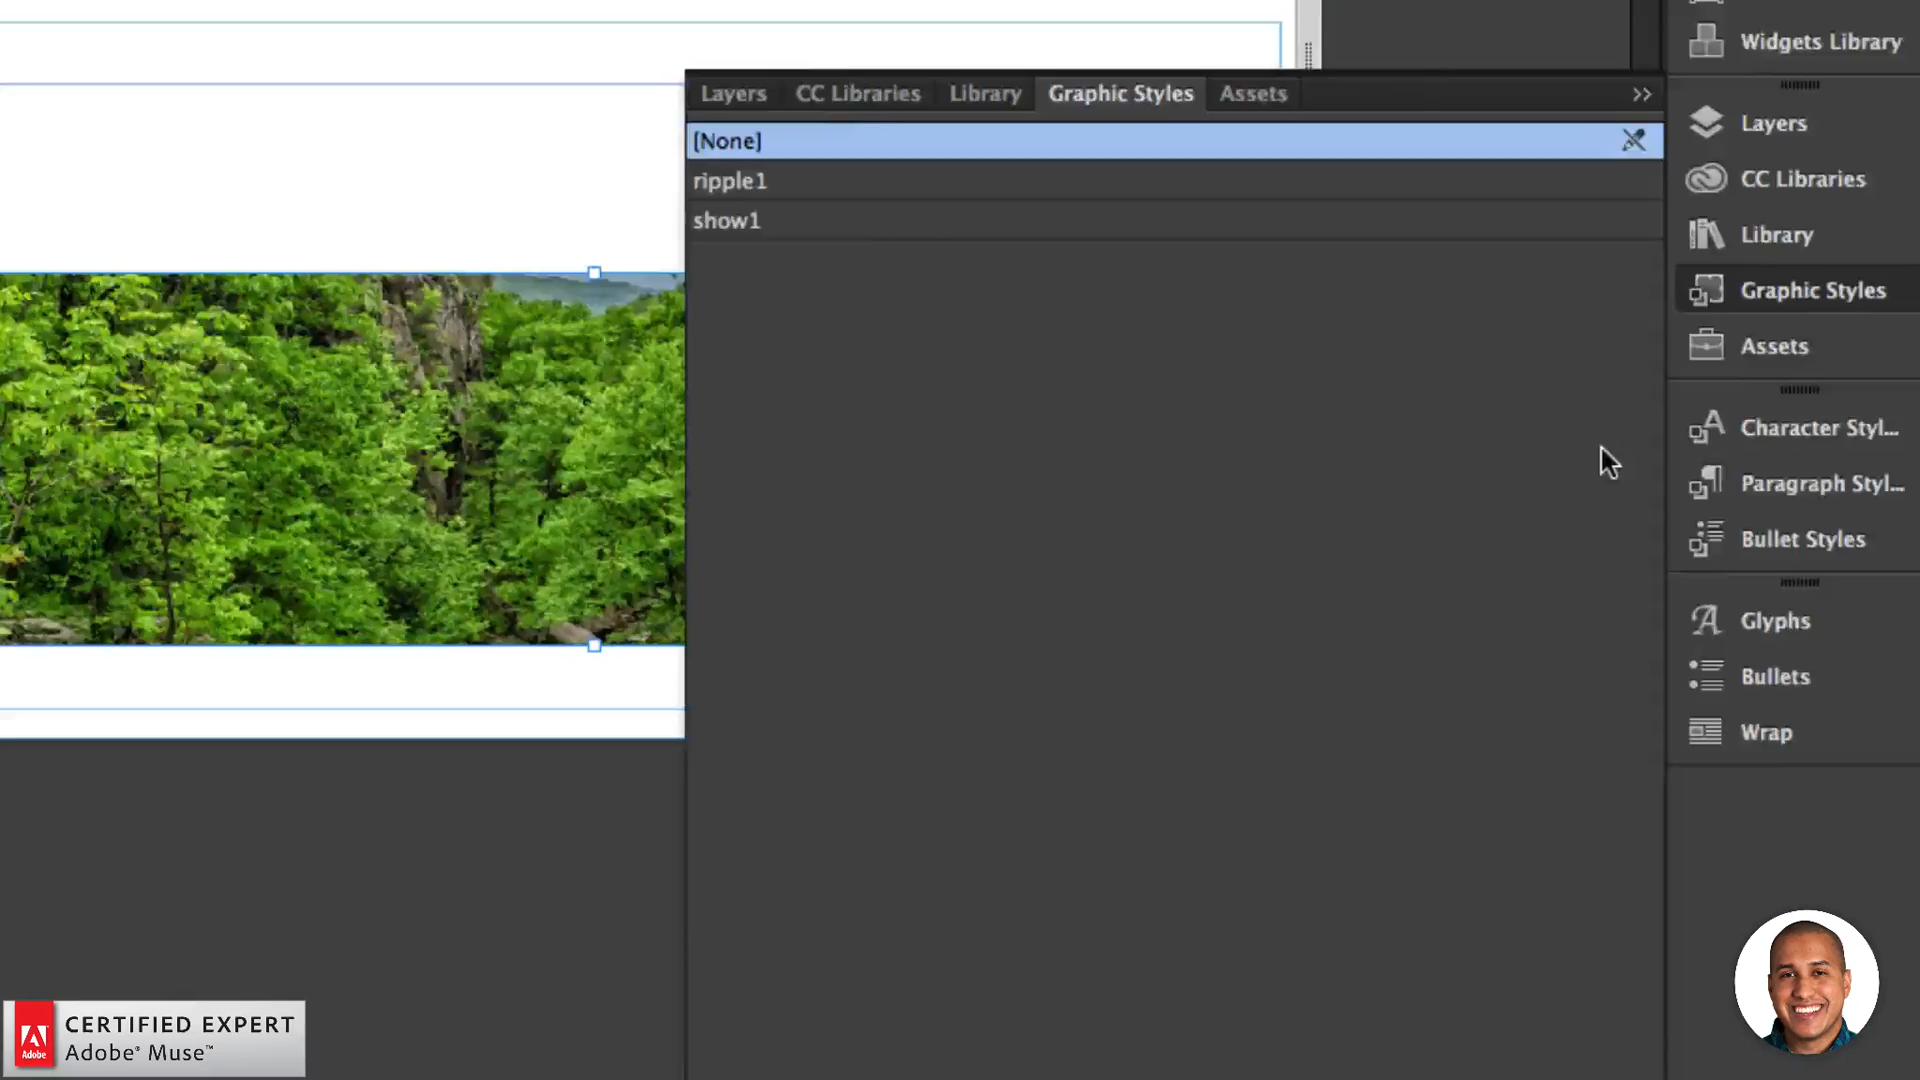 Widgets Library
Layers CC Libraries Library Graphic Styles Assets >>
[None]
ripple1
show1
Layers
CC Libraries
Library
Graphic Styles
Assets
Character Styl...
Paragraph Styl...
Bullet Styles
Glyphs
Bullets
Wrap
CERTIFIED EXPERT
Adobe® Muse™
Adobe